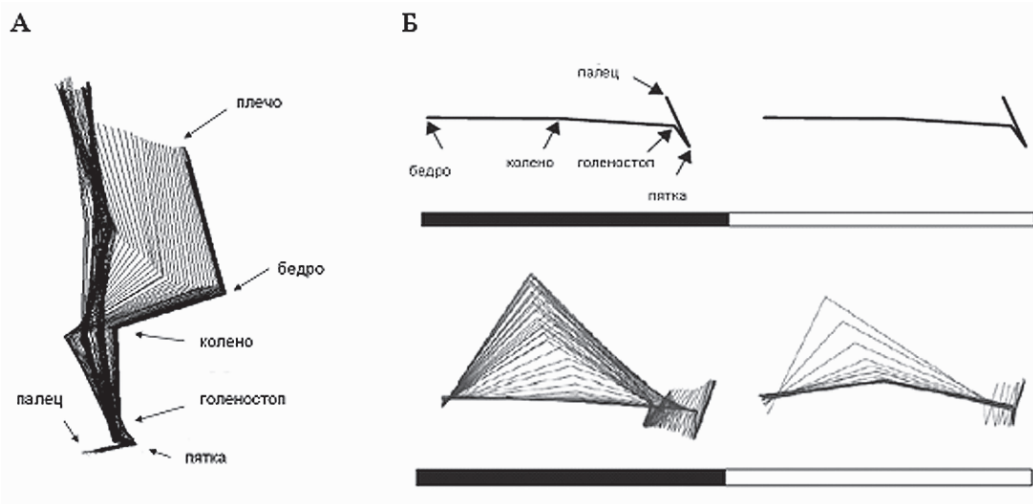 А
Б
плечо
бедро
колено
голеностоп
палец
пятка
палец
бедро
колено
голеностоп
пятка